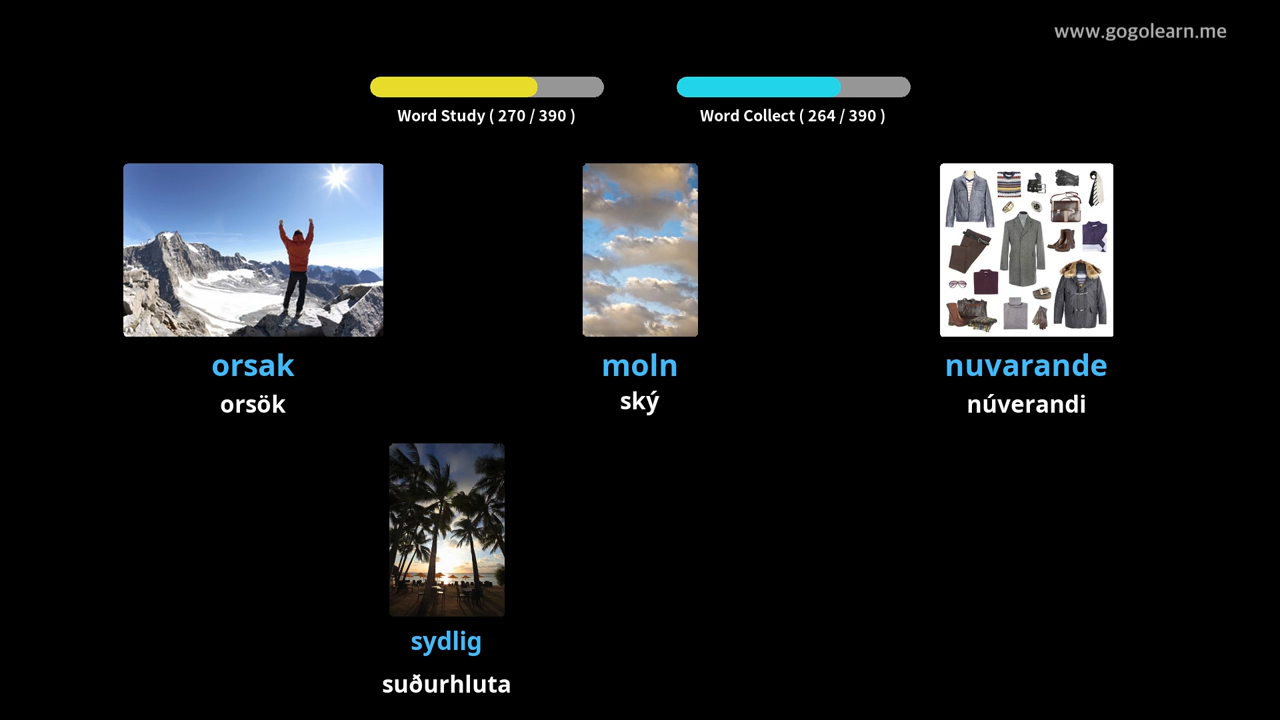 www.gogolearn.me
Word Study ( 270 / 390 )
Word Collect ( 264 / 390 )
orsak
orsök
moln
ský
nuvarande
núverandi
sydlig
suðurhluta